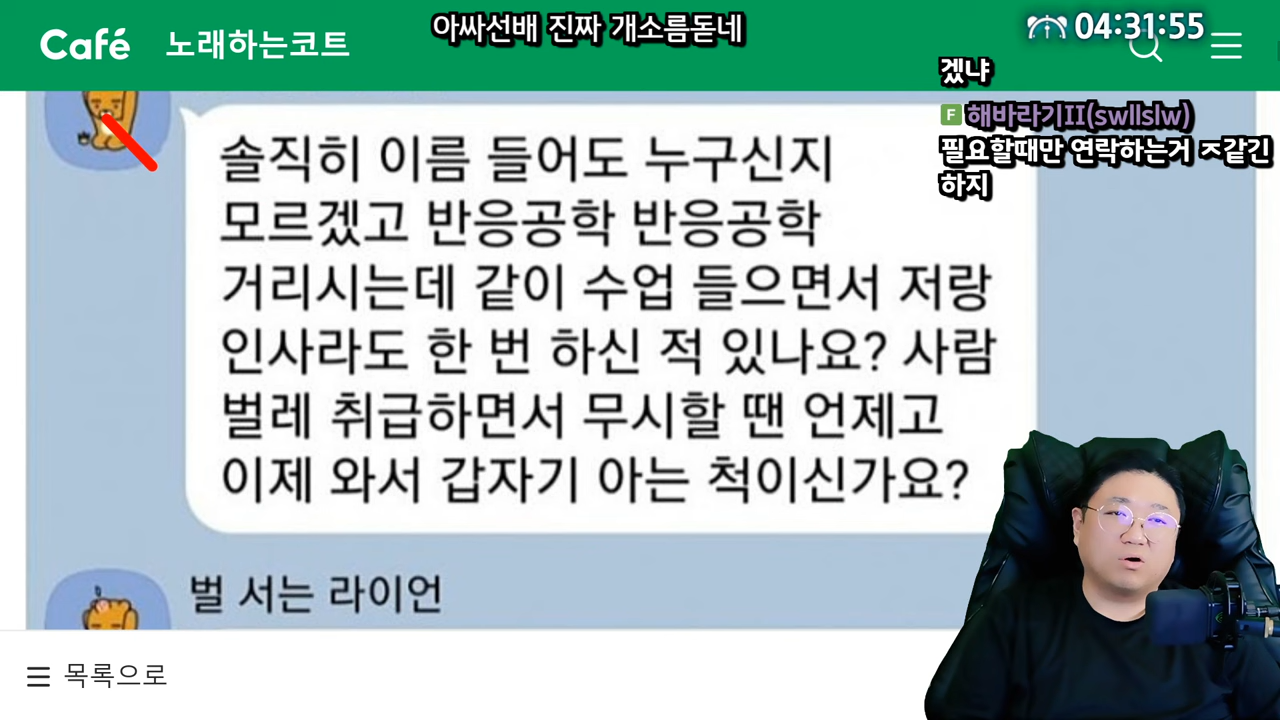 Café 노래하는코트
아싸선배 진짜 개소름돋네
04:31:55
겠냐
F 해바라기II(swllslw)
필요할때만 연락하는거 ㅈ같긴
하지
솔직히 이름 들어도 누구신지
모르겠고 반응공학 반응공학
거리시는데 같이 수업 들으면서 저랑
인사라도 한 번 하신 적 있나요? 사람
벌레 취급하면서 무시할 땐 언제고
이제 와서 갑자기 아는 척이신가요?
벌 서는 라이언
목록으로